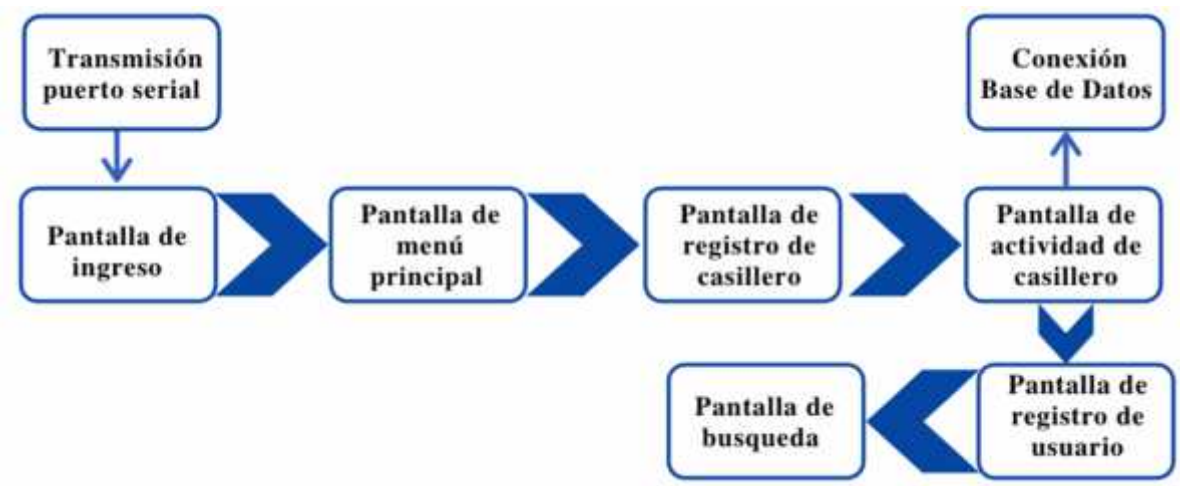 Transmisión
puerto serial
Conexión
Base de Datos
Pantalla de
ingreso
Pantalla de
menú
principal
Pantalla de
registro de
casillero
Pantalla de
actividad de
casillero
Pantalla de
registro de
usuario
Pantalla de
busqueda